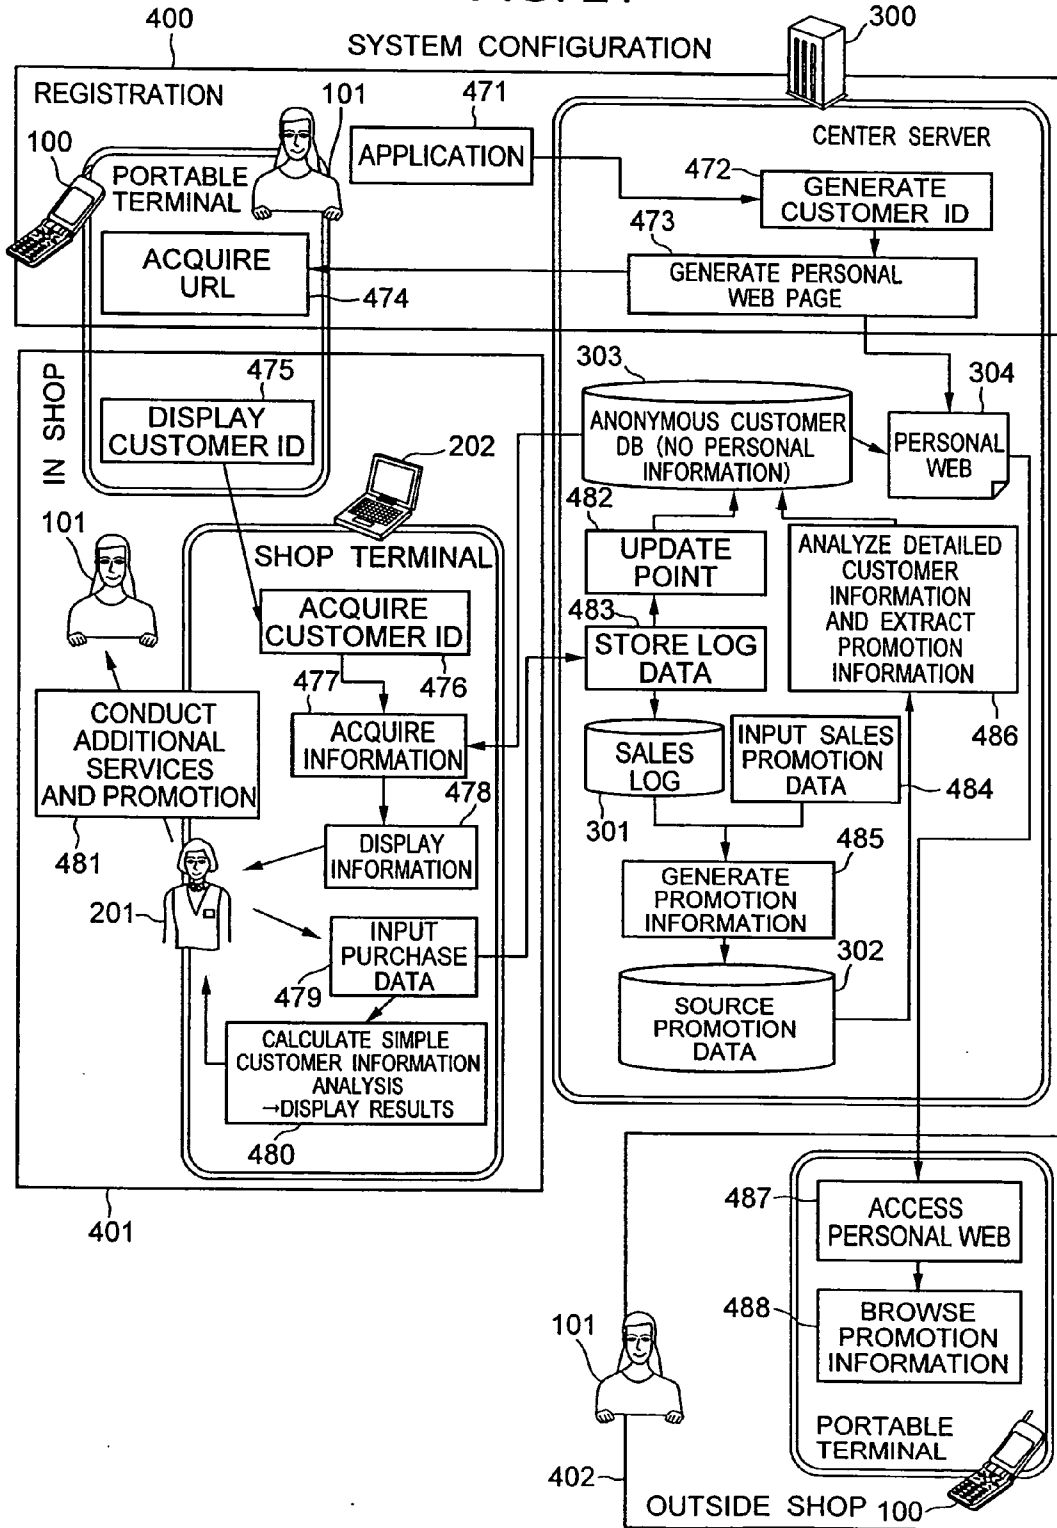 400
300
SYSTEM CONFIGURATION
REGISTRATION
101
471
100
CENTER SERVER
PORTABLE
TERMINAL
APPLICATION
472
GENERATE
CUSTOMER ID
473
ACQUIRE
URL
474
GENERATE PERSONAL
WEB PAGE
IN SHOP
475
DISPLAY
CUSTOMER ID
303
304
ANONYMOUS CUSTOMER
DB (NO PERSONAL
INFORMATION)
PERSONAL
WEB
202
101
SHOP TERMINAL
482
UPDATE
POINT
ANALYZE DETAILED
CUSTOMER
INFORMATION
AND EXTRACT
PROMOTION
INFORMATION
486
ACQUIRE
CUSTOMER ID
476
483
STORE LOG
DATA
477
ACQUIRE
INFORMATION
CONDUCT
ADDITIONAL
SERVICES
AND PROMOTION
481
SALES
LOG
301
INPUT SALES
PROMOTION
DATA
484
478
DISPLAY
INFORMATION
485
GENERATE
PROMOTION
INFORMATION
201
INPUT
PURCHASE
DATA
479
302
SOURCE
PROMOTION
DATA
CALCULATE SIMPLE
CUSTOMER INFORMATION
ANALYSIS
→DISPLAY RESULTS
480
401
487
ACCESS
PERSONAL WEB
488
BROWSE
PROMOTION
INFORMATION
101
PORTABLE
TERMINAL
402
OUTSIDE SHOP
100